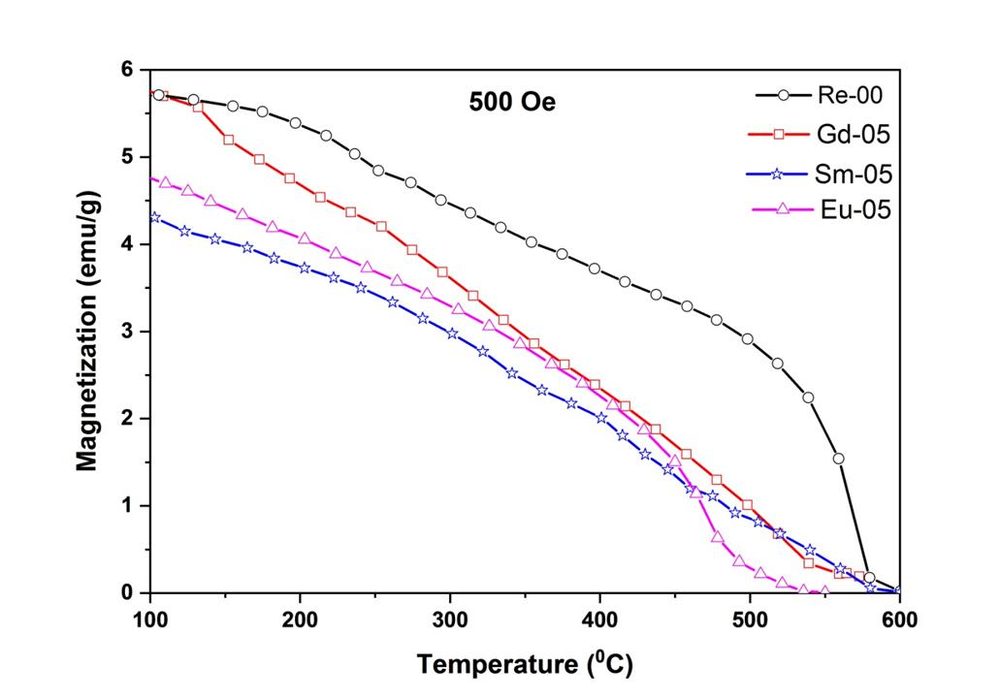 500 Oe
Re-00
Gd-05
Sm-05
Eu-05
Magnetization (emu/g)
6
5
4
3
2
1
0
100 200 300 400 500 600
Temperature (⁰C)